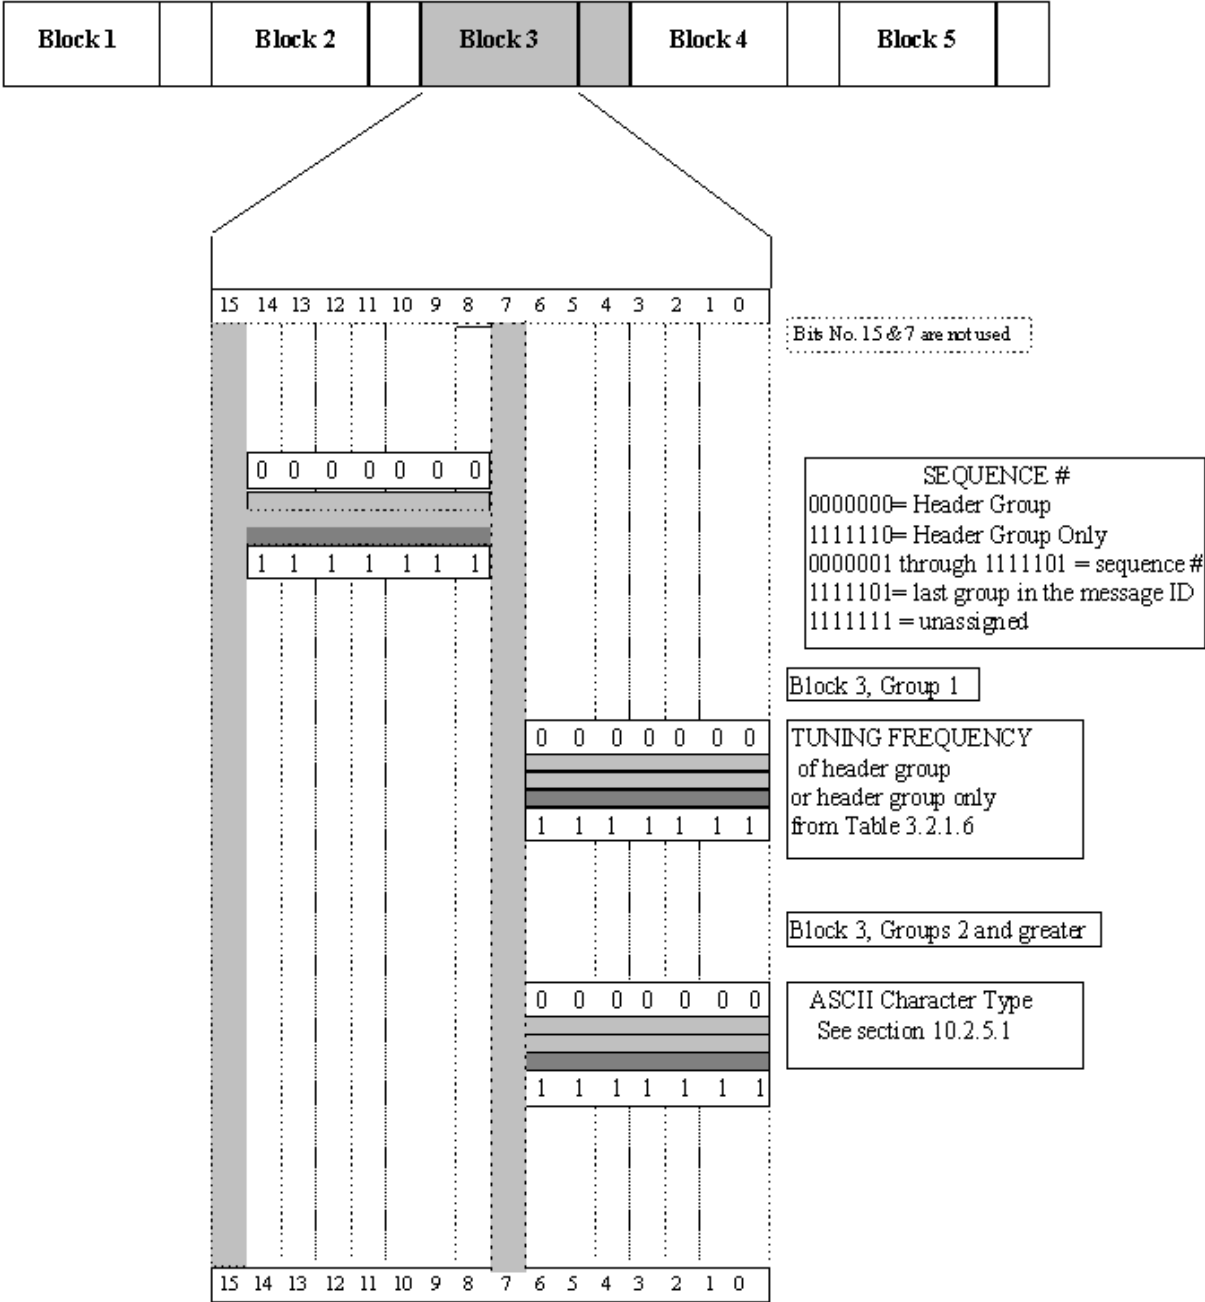 Block 1 Block 2 Block 3 Block 4 Block 5
15 14 13 12 11 10 9 8 7 6 5 4 3 2 1 0
Bits No. 15 & 7 are not used
0 0 0 0 0 0 0
1 1 1 1 1 1 1
SEQUENCE #
0000000= Header Group
1111110= Header Group Only
0000001 through 1111101 = sequence #
1111101= last group in the message ID
1111111 = unassigned
Block 3, Group 1
0 0 0 0 0 0 0
1 1 1 1 1 1 1
TUNING FREQUENCY
of header group
or header group only
from Table 3.2.1.6
Block 3, Groups 2 and greater
0 0 0 0 0 0 0
1 1 1 1 1 1 1
ASCII Character Type
See section 10.2.5.1
15 14 13 12 11 10 9 8 7 6 5 4 3 2 1 0